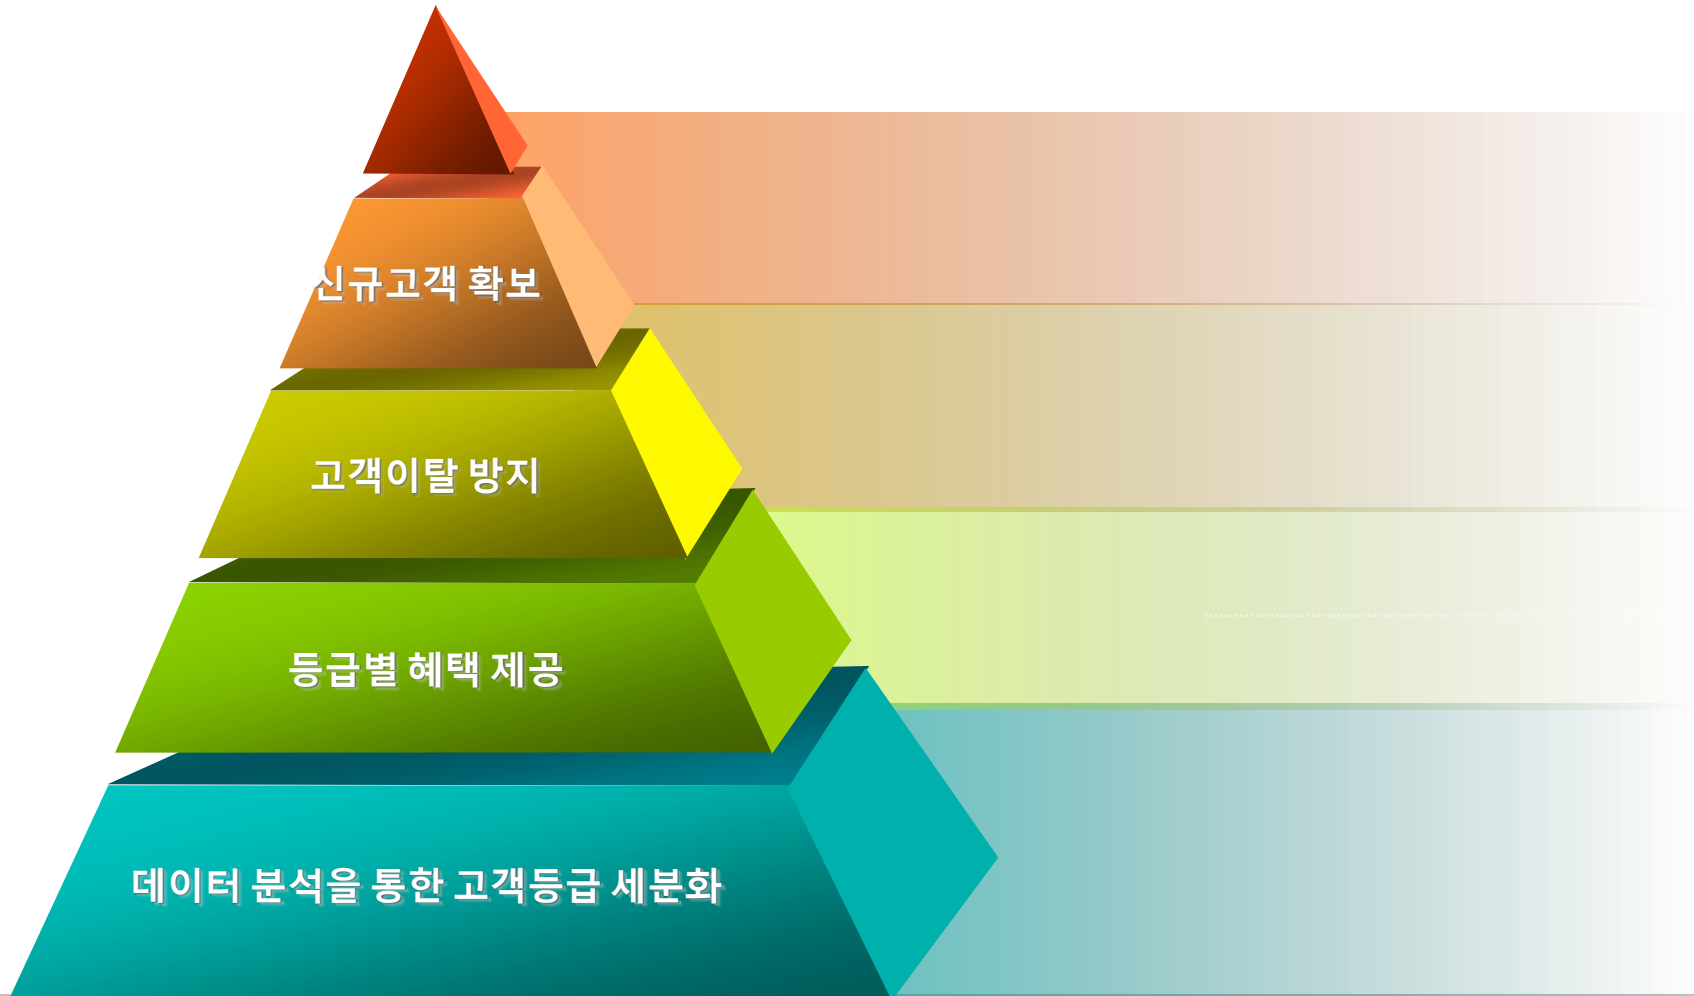 신규고객 확보
고객이탈 방지
등급별 혜택 제공
데이터 분석을 통한 고객등급 세분화